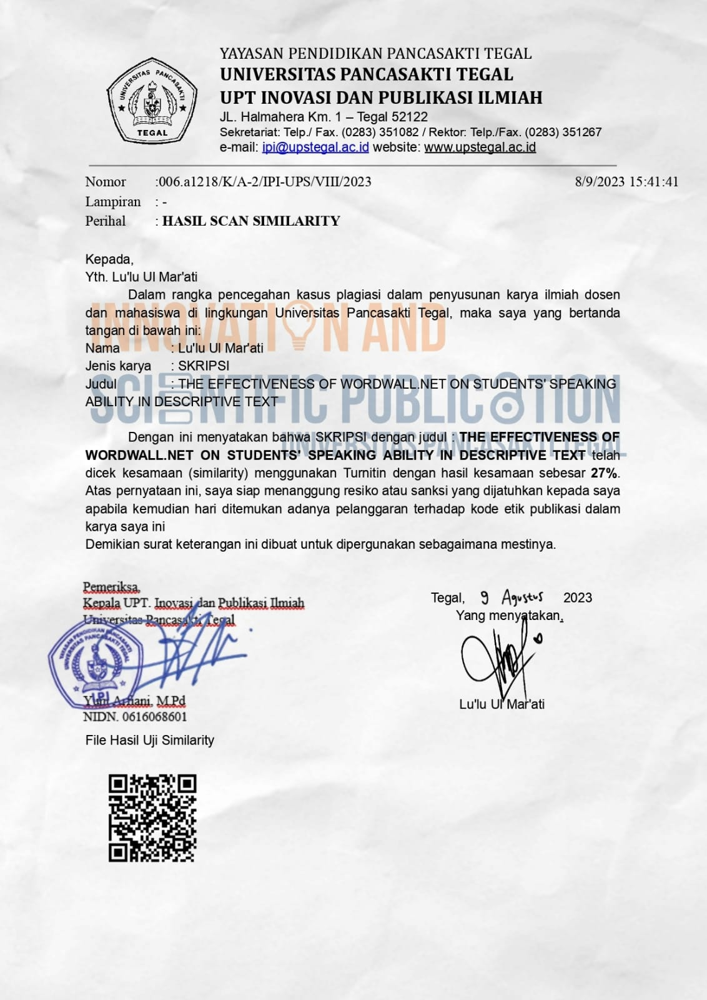 YAYASAN PENDIDIKAN PANCASAKTI TEGAL
UNIVERSITAS PANCASAKTI TEGAL
UPT INOVASI DAN PUBLIKASI ILMIAH
JL. Halmahera Km. 1 – Tegal 52122
Sekretariat: Telp./ Fax. (0283) 351082 / Rektor: Telp./Fax. (0283) 351267
e-mail: ipi@upstegal.ac.id website: www.upstegal.ac.id
UNIVERSITAS PANCASAKTI
TEGAL
Nomor :006.a1218/K/A-2/IPI-UPS/VIII/2023 8/9/2023 15:41:41
Lampiran : -
Perihal : HASIL SCAN SIMILARITY
Kepada,
Yth. Lu'lu Ul Mar'ati
Dalam rangka pencegahan kasus plagiasi dalam penyusunan karya ilmiah dosen
dan mahasiswa di lingkungan Universitas Pancasakti Tegal, maka saya yang bertanda
tangan di bawah ini:
Nama : Lu'lu Ul Mar'ati
Jenis karya : SKRIPSI
Judul : THE EFFECTIVENESS OF WORDWALL.NET ON STUDENTS' SPEAKING
ABILITY IN DESCRIPTIVE TEXT
INNOVATION AND
SCIENTIFIC PUBLICATION
UNIVERSITAS PANCASAKTI TEGAL
Dengan ini menyatakan bahwa SKRIPSI dengan judul : THE EFFECTIVENESS OF
WORDWALL.NET ON STUDENTS' SPEAKING ABILITY IN DESCRIPTIVE TEXT telah
dicek kesamaan (similarity) menggunakan Turnitin dengan hasil kesamaan sebesar 27%.
Atas pernyataan ini, saya siap menanggung resiko atau sanksi yang dijatuhkan kepada saya
apabila kemudian hari ditemukan adanya pelanggaran terhadap kode etik publikasi dalam
karya saya ini
Demikian surat keterangan ini dibuat untuk dipergunakan sebagaimana mestinya.
Pemeriksa,
Kepala UPT. Inovasi dan Publikasi Ilmiah
Universitas Pancasakti Tegal
YAYASAN PENDIDIKAN PANCASAKTI
UNIVERSITAS PANCASAKTI TEGAL
IPI
Yuni Arfiani, M.Pd
NIDN. 0616068601
Tegal, 9 Agustus 2023
Yang menyatakan,
Lu'lu Ul Mar'ati
File Hasil Uji Similarity